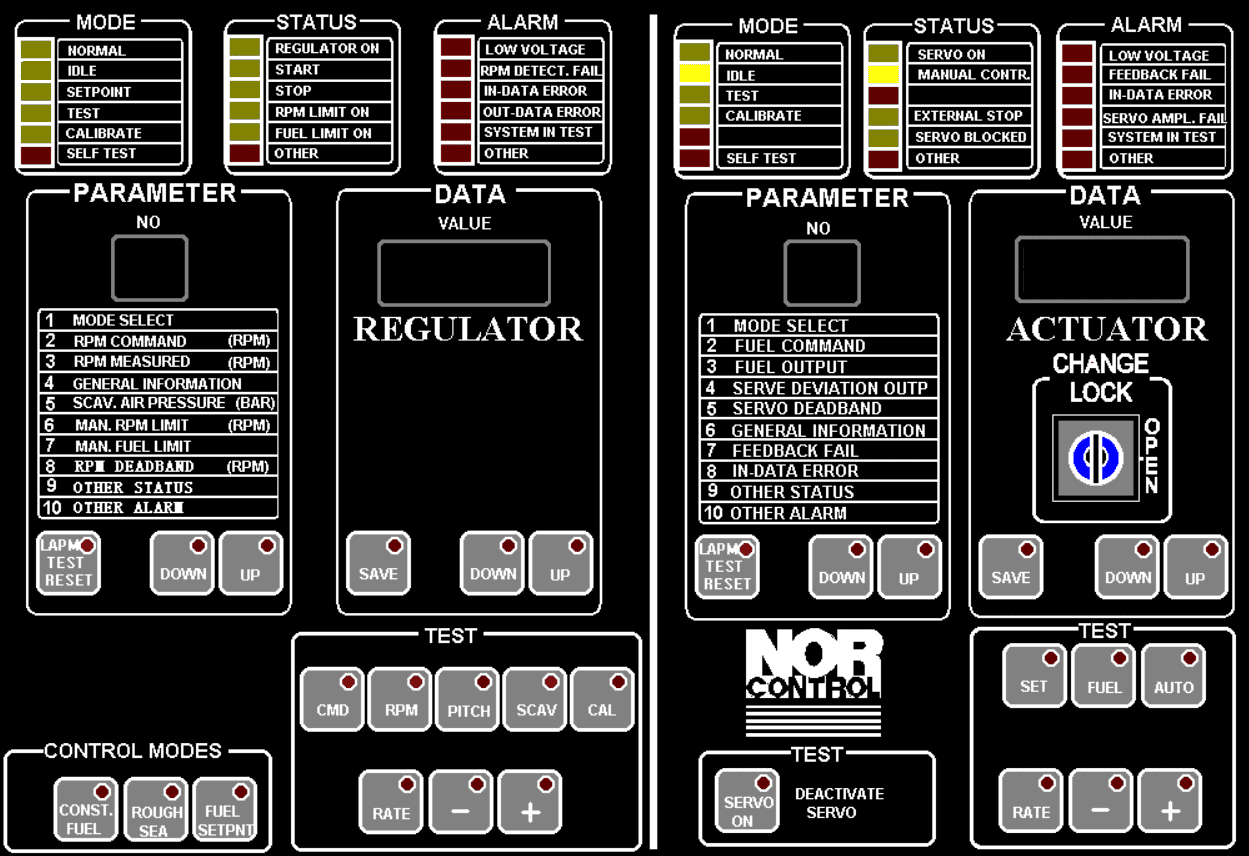 MODE
NORMAL
IDLE
SETPOINT
TEST
CALIBRATE
SELF TEST
STATUS
REGULATOR ON
START
STOP
RPM LIMIT ON
FUEL LIMIT ON
OTHER
ALARM
LOW VOLTAGE
RPM DETECT. FAIL
IN-DATA ERROR
OUT-DATA ERROR
SYSTEM IN TEST
OTHER
PARAMETER
NO
1 MODE SELECT
2 RPM COMMAND (RPM)
3 RPM MEASURED (RPM)
4 GENERAL INFORMATION
5 SCAV. AIR PRESSURE (BAR)
6 MAN. RPM LIMIT (RPM)
7 MAN. FUEL LIMIT
8 RPM DEADBAND (RPM)
9 OTHER STATUS
10 OTHER ALARM
LAPM
TEST
RESET
DOWN
UP
DATA
VALUE
REGULATOR
SAVE
DOWN
UP
TEST
CMD
RPM
PITCH
SCAV
CAL
RATE
−
+
CONTROL MODES
CONST.
FUEL
ROUGH
SEA
FUEL
SETPNT
MODE
NORMAL
IDLE
TEST
CALIBRATE
SELF TEST
STATUS
SERVO ON
MANUAL CONTR.
EXTERNAL STOP
SERVO BLOCKED
OTHER
ALARM
LOW VOLTAGE
FEEDBACK FAIL
IN-DATA ERROR
SERVO AMPL. FAIL
SYSTEM IN TEST
OTHER
PARAMETER
NO
1 MODE SELECT
2 FUEL COMMAND
3 FUEL OUTPUT
4 SERVE DEVIATION OUTP
5 SERVO DEADBAND
6 GENERAL INFORMATION
7 FEEDBACK FAIL
8 IN-DATA ERROR
9 OTHER STATUS
10 OTHER ALARM
LAPM
TEST
RESET
DOWN
UP
DATA
VALUE
ACTUATOR
CHANGE
LOCK
OPEN
SAVE
DOWN
UP
NOR
CONTROL
TEST
SERVO
ON
DEACTIVATE
SERVO
TEST
SET
FUEL
AUTO
RATE
−
+